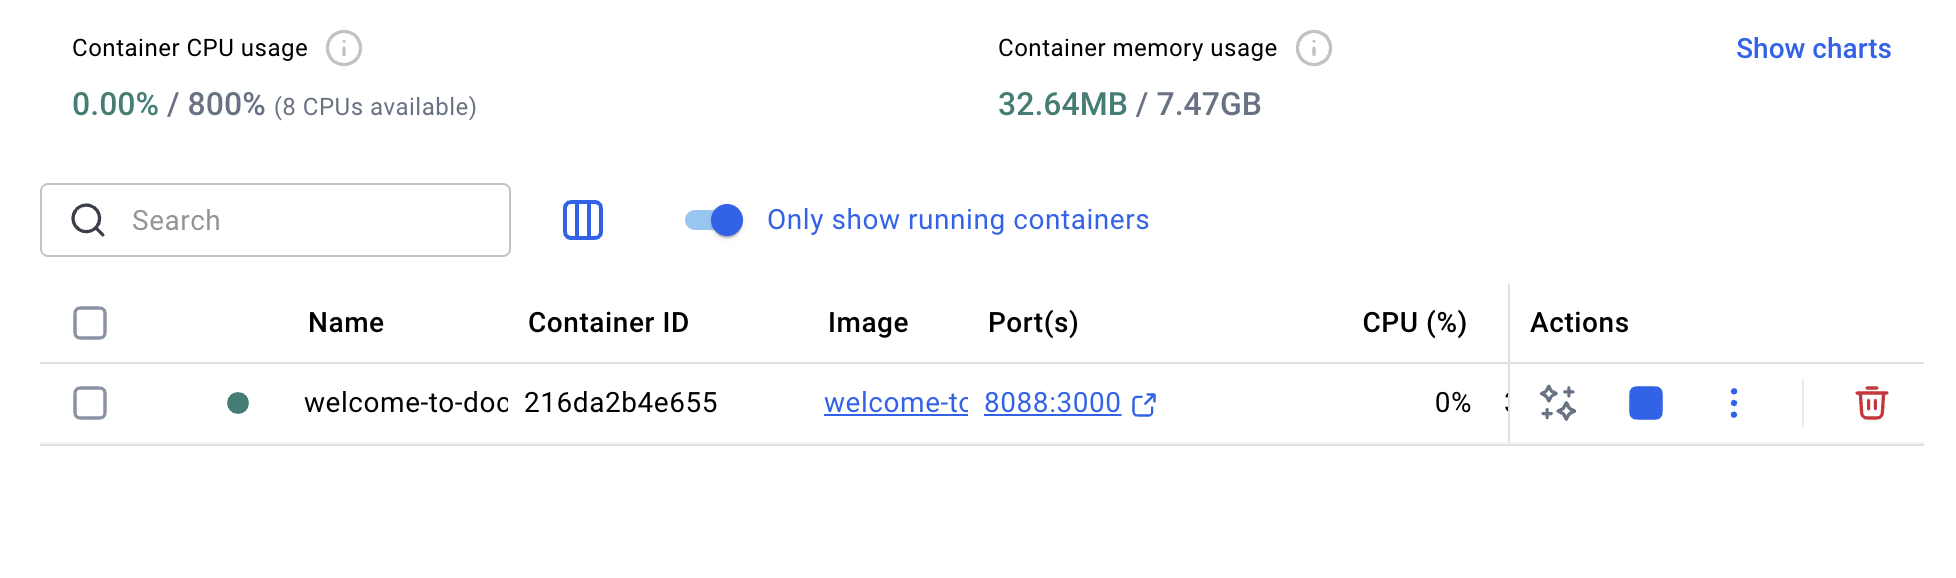 Container CPU usage
Container memory usage
Show charts
0.00% / 800% (8 CPUs available)
32.64MB / 7.47GB
Search
Only show running containers
Name Container ID Image Port(s) CPU (%) Actions
welcome-to-doc 216da2b4e655 welcome-to 8088:3000 0%